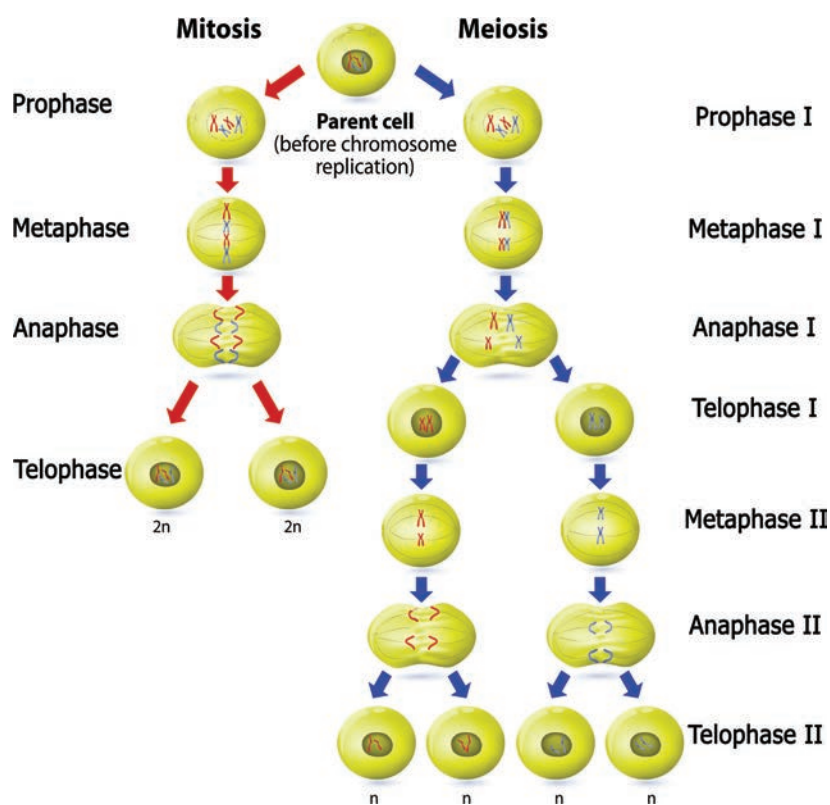 Mitosis
Meiosis
Parent cell
(before chromosome
replication)
Prophase
Prophase I
Metaphase
Metaphase I
Anaphase
Anaphase I
Telophase I
Telophase
2n
2n
Metaphase II
Anaphase II
Telophase II
n
n
n
n